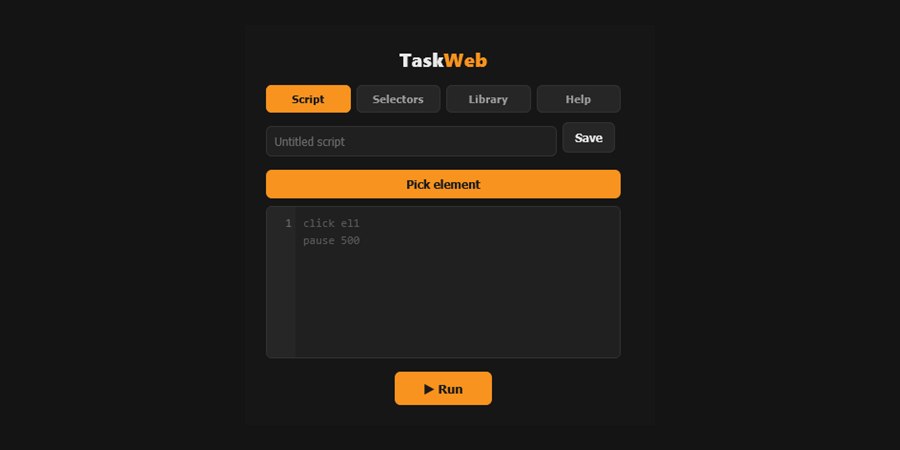 TaskWeb
Script Selectors Library Help
Untitled script Save
Pick element
1 click el1
pause 500
▶ Run